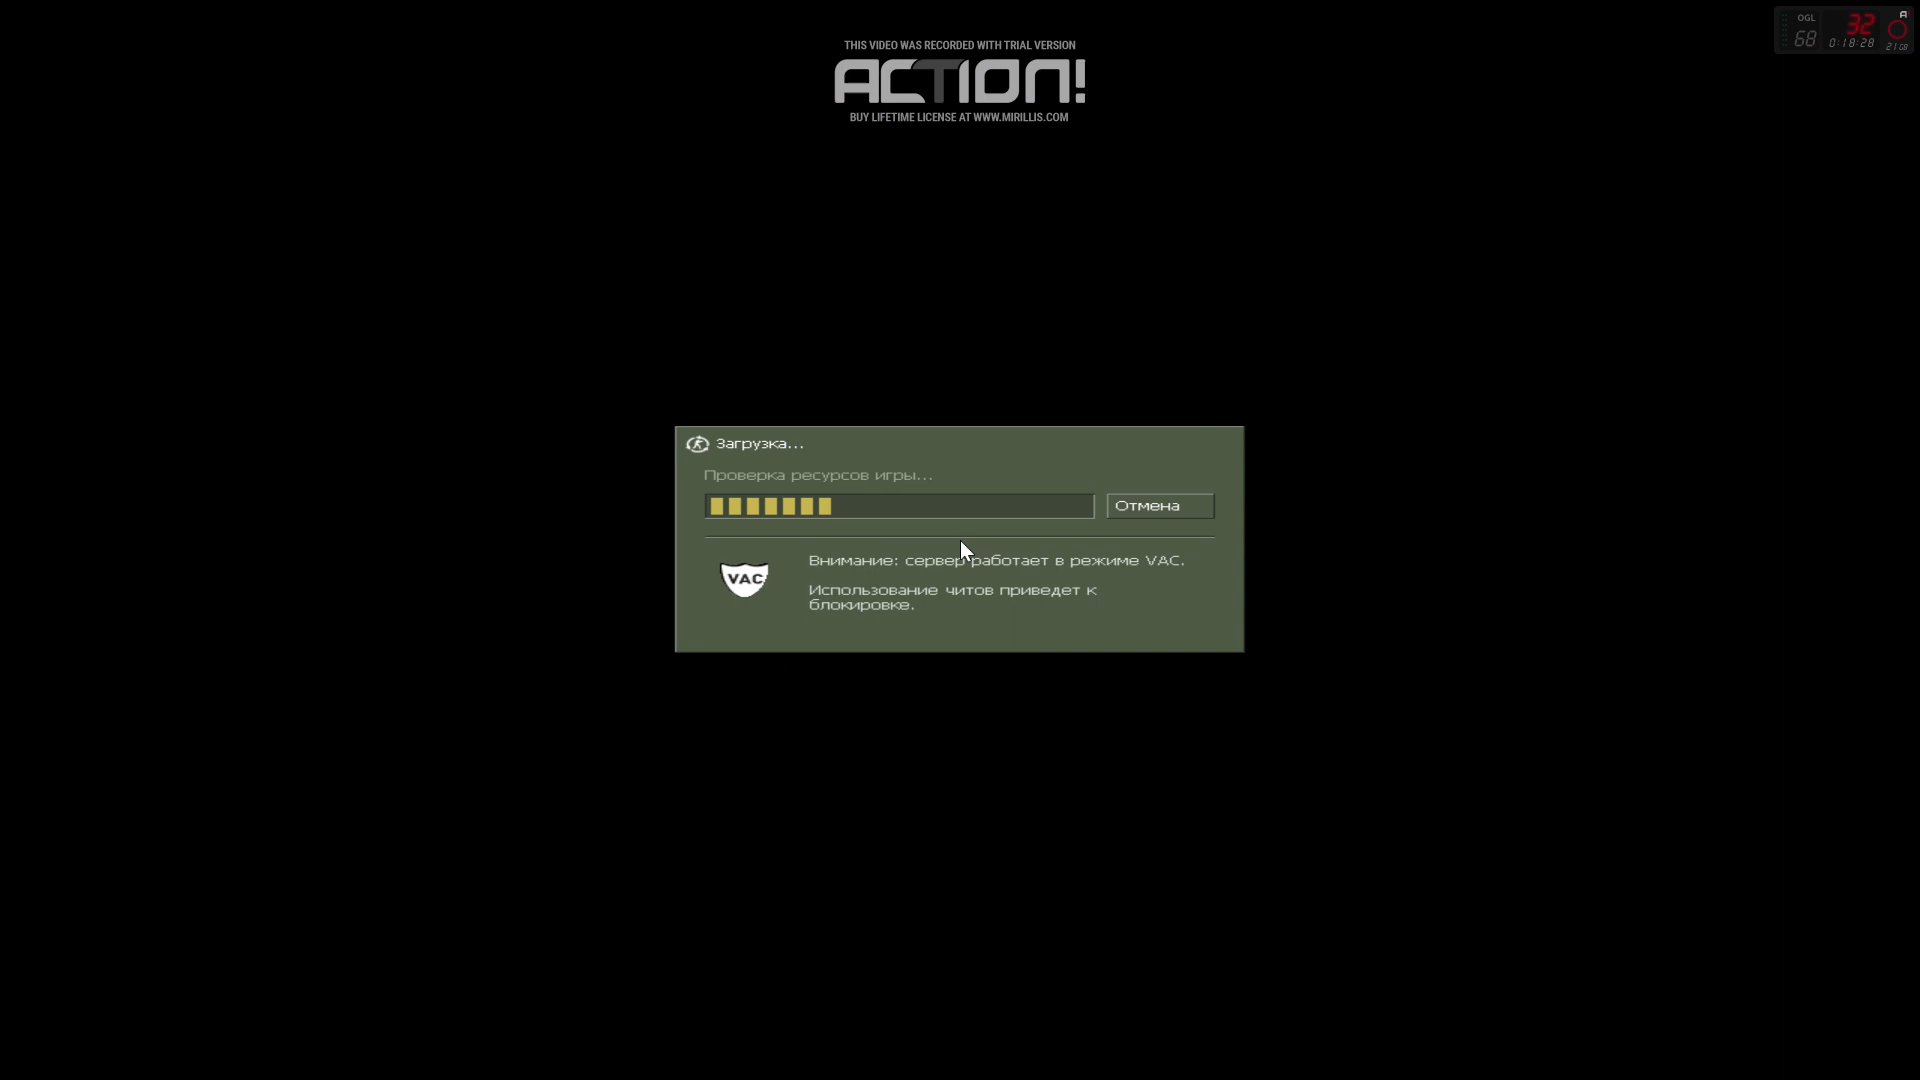 THIS VIDEO WAS RECORDED WITH TRIAL VERSION
ACTION!
BUY LIFETIME LICENSE AT WWW.MIRILLIS.COM
OGL
32
A
68
0:18:28
21GB
Загрузка...
Проверка ресурсов игры...
Отмена
Внимание: сервер работает в режиме VAC.
VAC
Использование читов приведет к
блокировке.